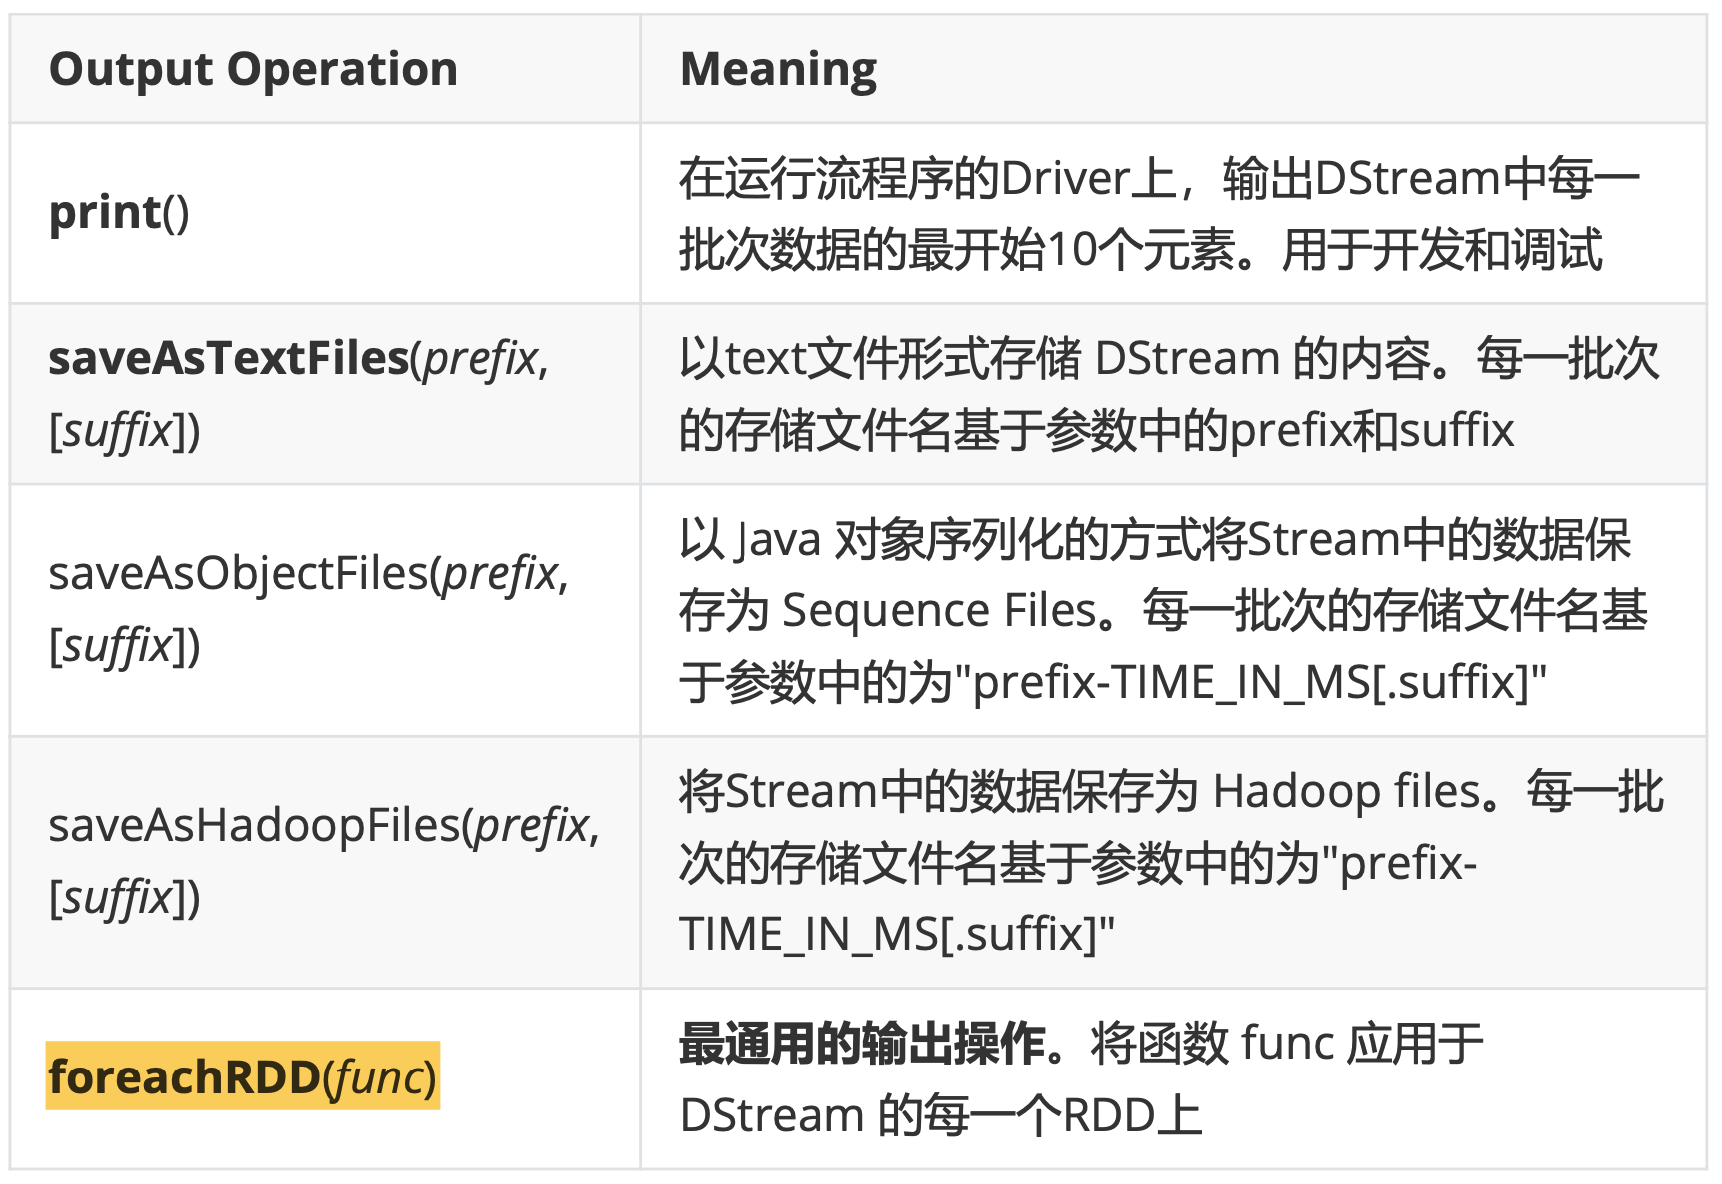 Output Operation
Meaning
print()
在运行流程序的Driver上，输出DStream中每一
批次数据的最开始10个元素。用于开发和调试
saveAsTextFiles(prefix,
[suffix])
以text文件形式存储 DStream 的内容。每一批次
的存储文件名基于参数中的prefix和suffix
saveAsObjectFiles(prefix,
[suffix])
以 Java 对象序列化的方式将Stream中的数据保
存为 Sequence Files。每一批次的存储文件名基
于参数中的为"prefix-TIME_IN_MS[.suffix]"
saveAsHadoopFiles(prefix,
[suffix])
将Stream中的数据保存为 Hadoop files。每一批
次的存储文件名基于参数中的为"prefix-
TIME_IN_MS[.suffix]"
foreachRDD(func)
最通用的输出操作。将函数 func 应用于
DStream 的每一个RDD上